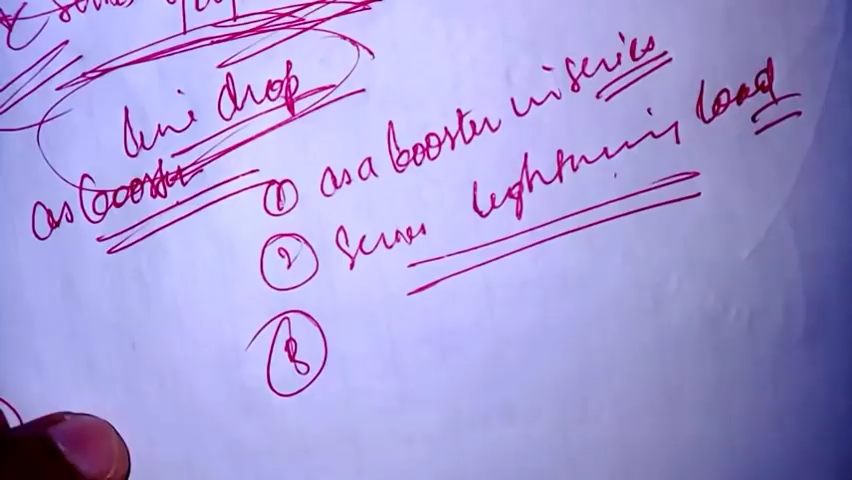 line drop
as booster
① as a booster in series
② series lightning load
③